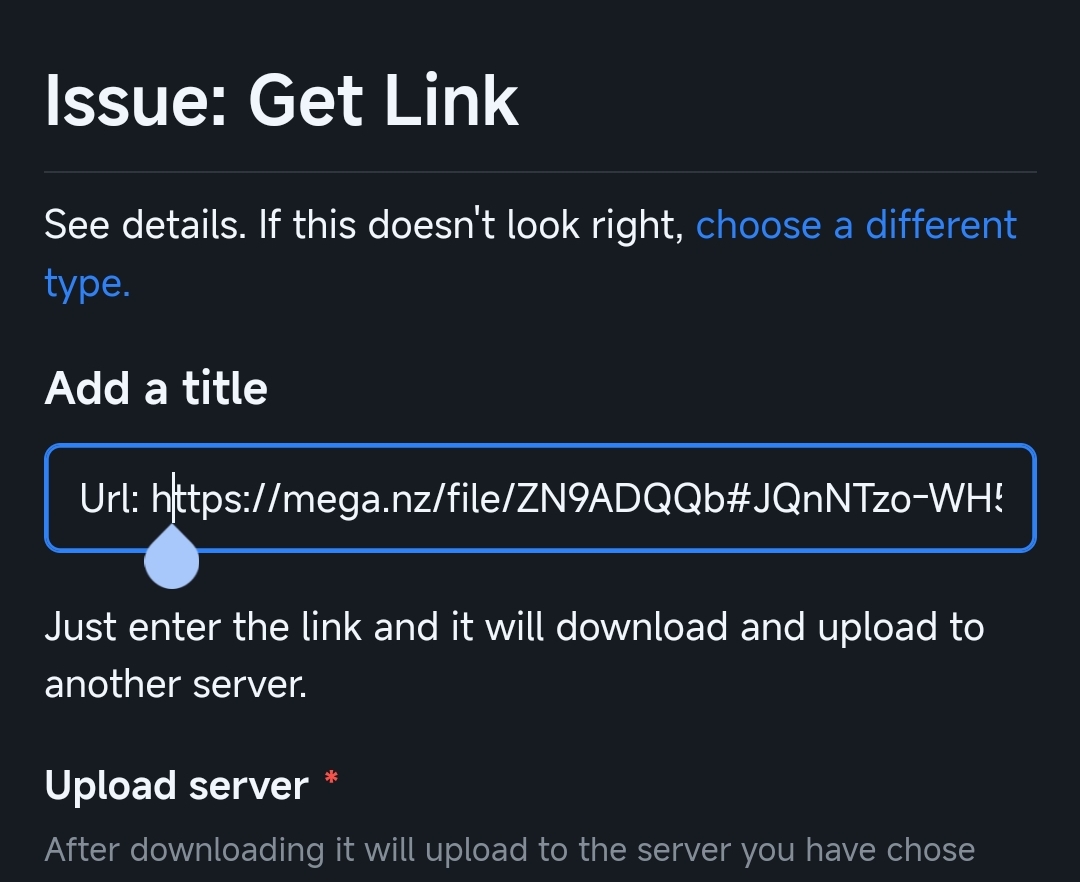 Issue: Get Link
See details. If this doesn't look right, choose a different
type.
Add a title
Url: https://mega.nz/file/ZN9ADQQb#JQnNTzo-WH5
Just enter the link and it will download and upload to
another server.
Upload server *
After downloading it will upload to the server you have chose